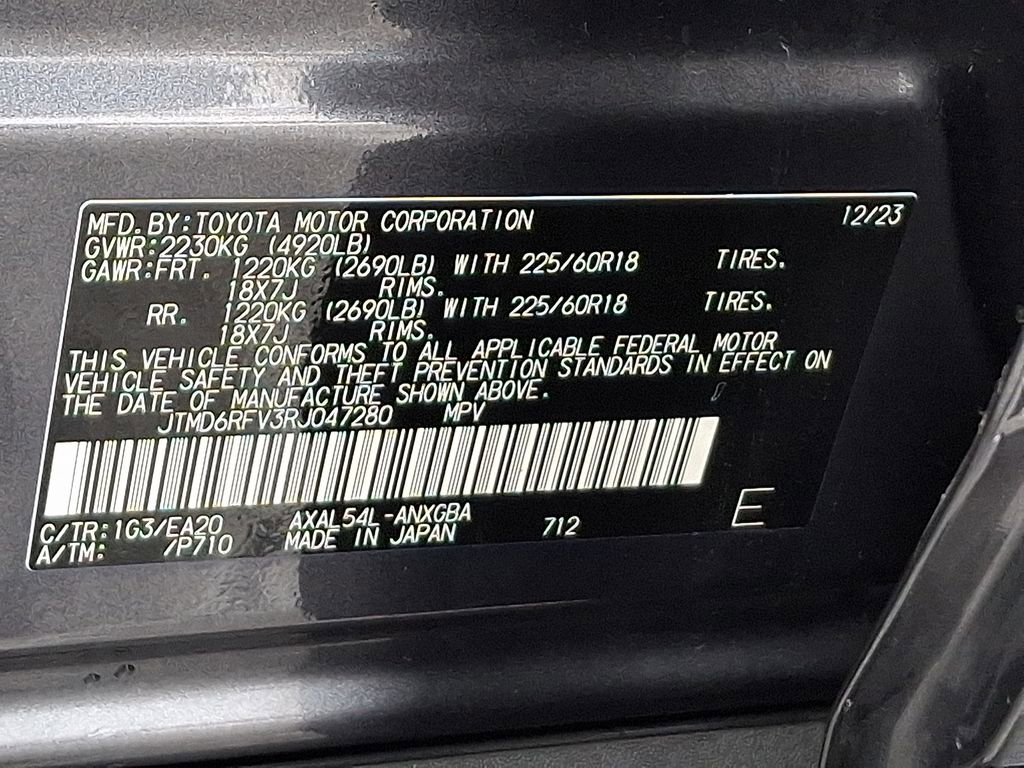 MFD. BY: TOYOTA MOTOR CORPORATION 12/23
GVWR: 2230KG (4920LB)
GAWR: FRT. 1220KG (2690LB) WITH 225/60R18 TIRES.
18X7J RIMS.
RR. 1220KG (2690LB) WITH 225/60R18 TIRES.
18X7J RIMS.
THIS VEHICLE CONFORMS TO ALL APPLICABLE FEDERAL MOTOR
VEHICLE SAFETY AND THEFT PREVENTION STANDARDS IN EFFECT ON
THE DATE OF MANUFACTURE SHOWN ABOVE.
JTMD6RFV3RJ047280 MPV
C/TR: 1G3/EA20 AXAL54L-ANXGBA 712 E
A/TM: /P710 MADE IN JAPAN